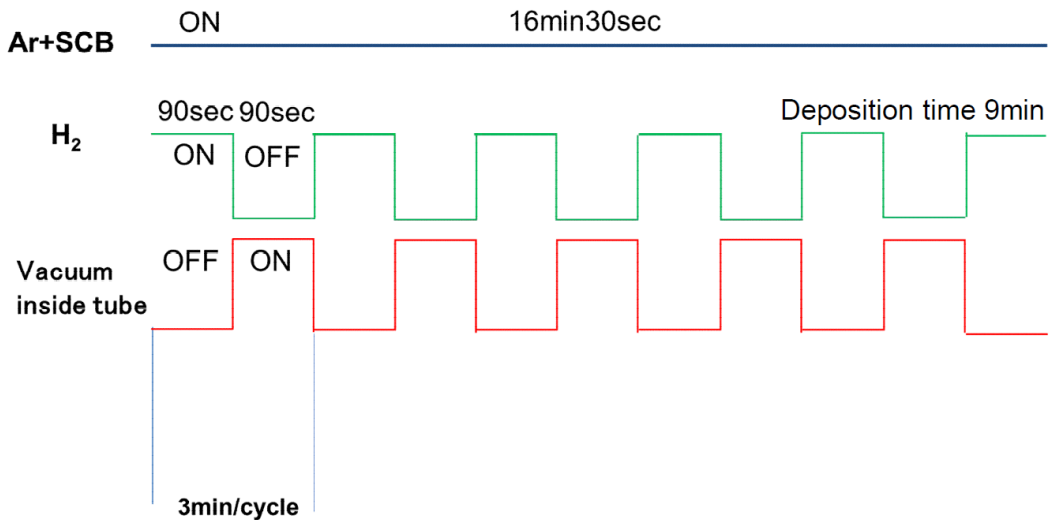 ON
16min30sec
Ar+SCB
90sec 90sec
Deposition time 9min
H₂
ON
OFF
OFF
ON
Vacuum
inside tube
3min/cycle